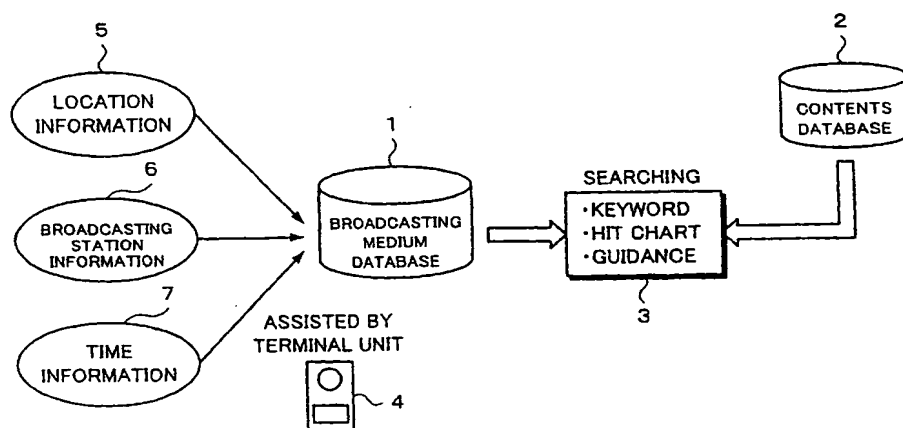 5
LOCATION
INFORMATION
6
BROADCASTING
STATION
INFORMATION
7
TIME
INFORMATION
1
BROADCASTING
MEDIUM
DATABASE
ASSISTED BY
TERMINAL UNIT
4
SEARCHING
·KEYWORD
·HIT CHART
·GUIDANCE
3
2
CONTENTS
DATABASE